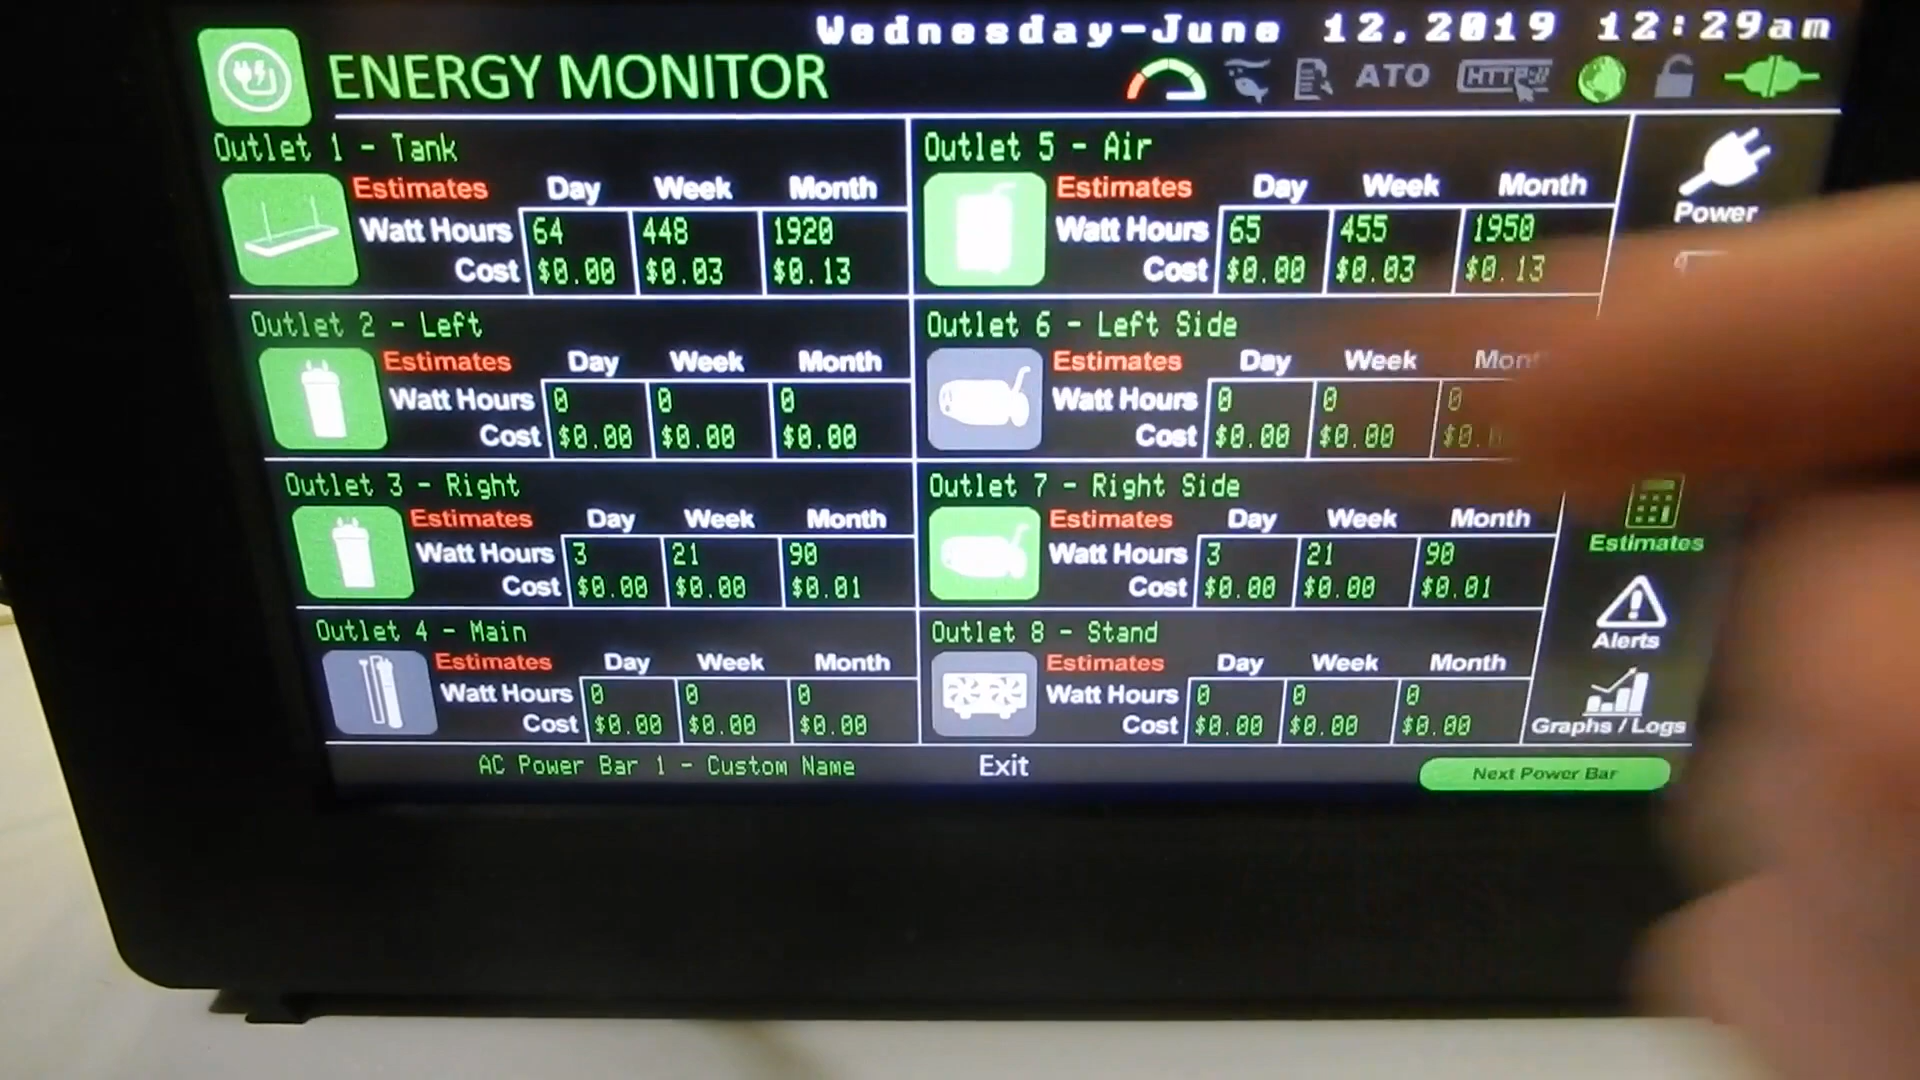 Wednesday-June 12,2019 12:29am
ENERGY MONITOR
ATO
HTTP://
Outlet 1 - Tank
Estimates Day Week Month
Watt Hours 64 448 1920
Cost $0.00 $0.03 $0.13
Outlet 2 - Left
Estimates Day Week Month
Watt Hours 0 0 0
Cost $0.00 $0.00 $0.00
Outlet 3 - Right
Estimates Day Week Month
Watt Hours 3 21 90
Cost $0.00 $0.00 $0.01
Outlet 4 - Main
Estimates Day Week Month
Watt Hours 0 0 0
Cost $0.00 $0.00 $0.00
Outlet 5 - Air
Estimates Day Week Month
Watt Hours 65 455 1950
Cost $0.00 $0.03 $0.13
Outlet 6 - Left Side
Estimates Day Week Mont
Watt Hours 0 0 0
Cost $0.00 $0.00 $0.
Outlet 7 - Right Side
Estimates Day Week Month
Watt Hours 3 21 90
Cost $0.00 $0.00 $0.01
Outlet 8 - Stand
Estimates Day Week Month
Watt Hours 0 0 0
Cost $0.00 $0.00 $0.00
Power
Estimates
Alerts
Graphs / Logs
AC Power Bar 1 - Custom Name
Exit
Next Power Bar